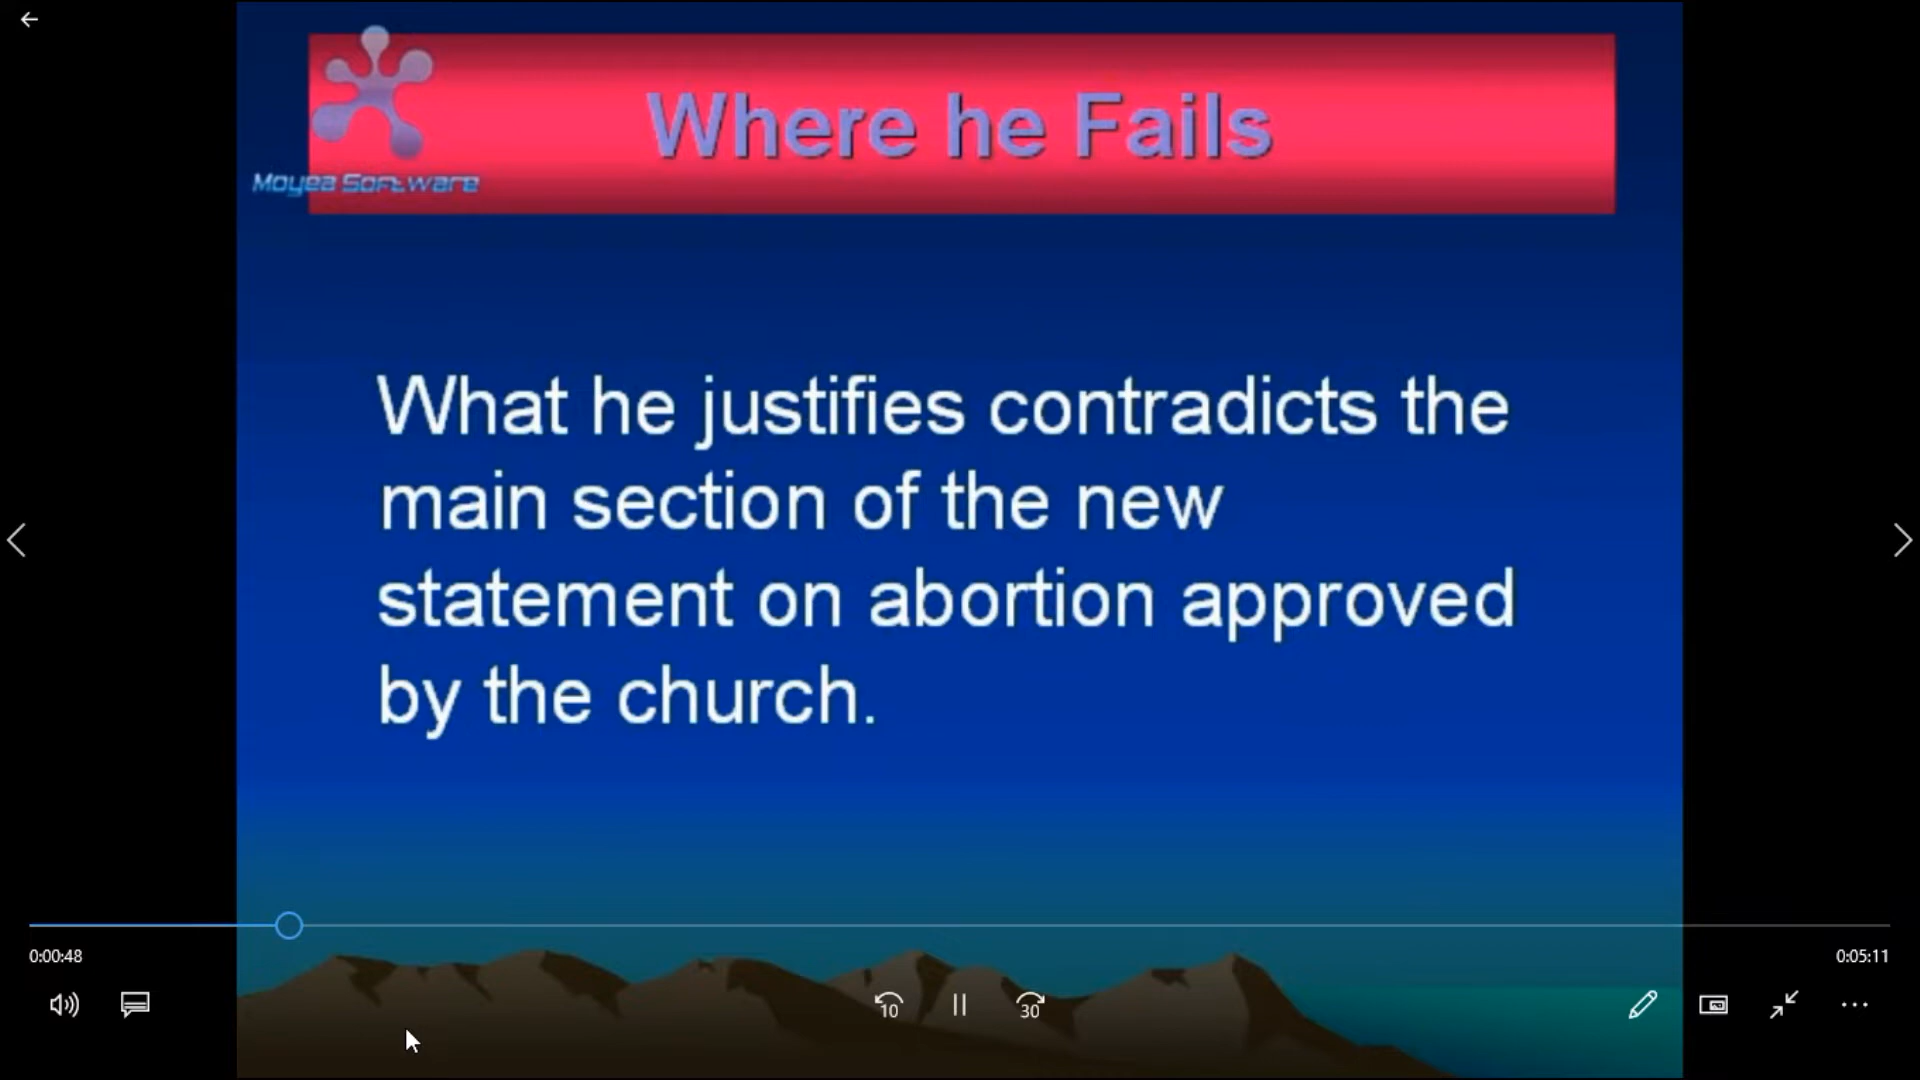 Where he Fails
Moyea Software
What he justifies contradicts the
main section of the new
statement on abortion approved
by the church.
0:00:48
0:05:11
10
30